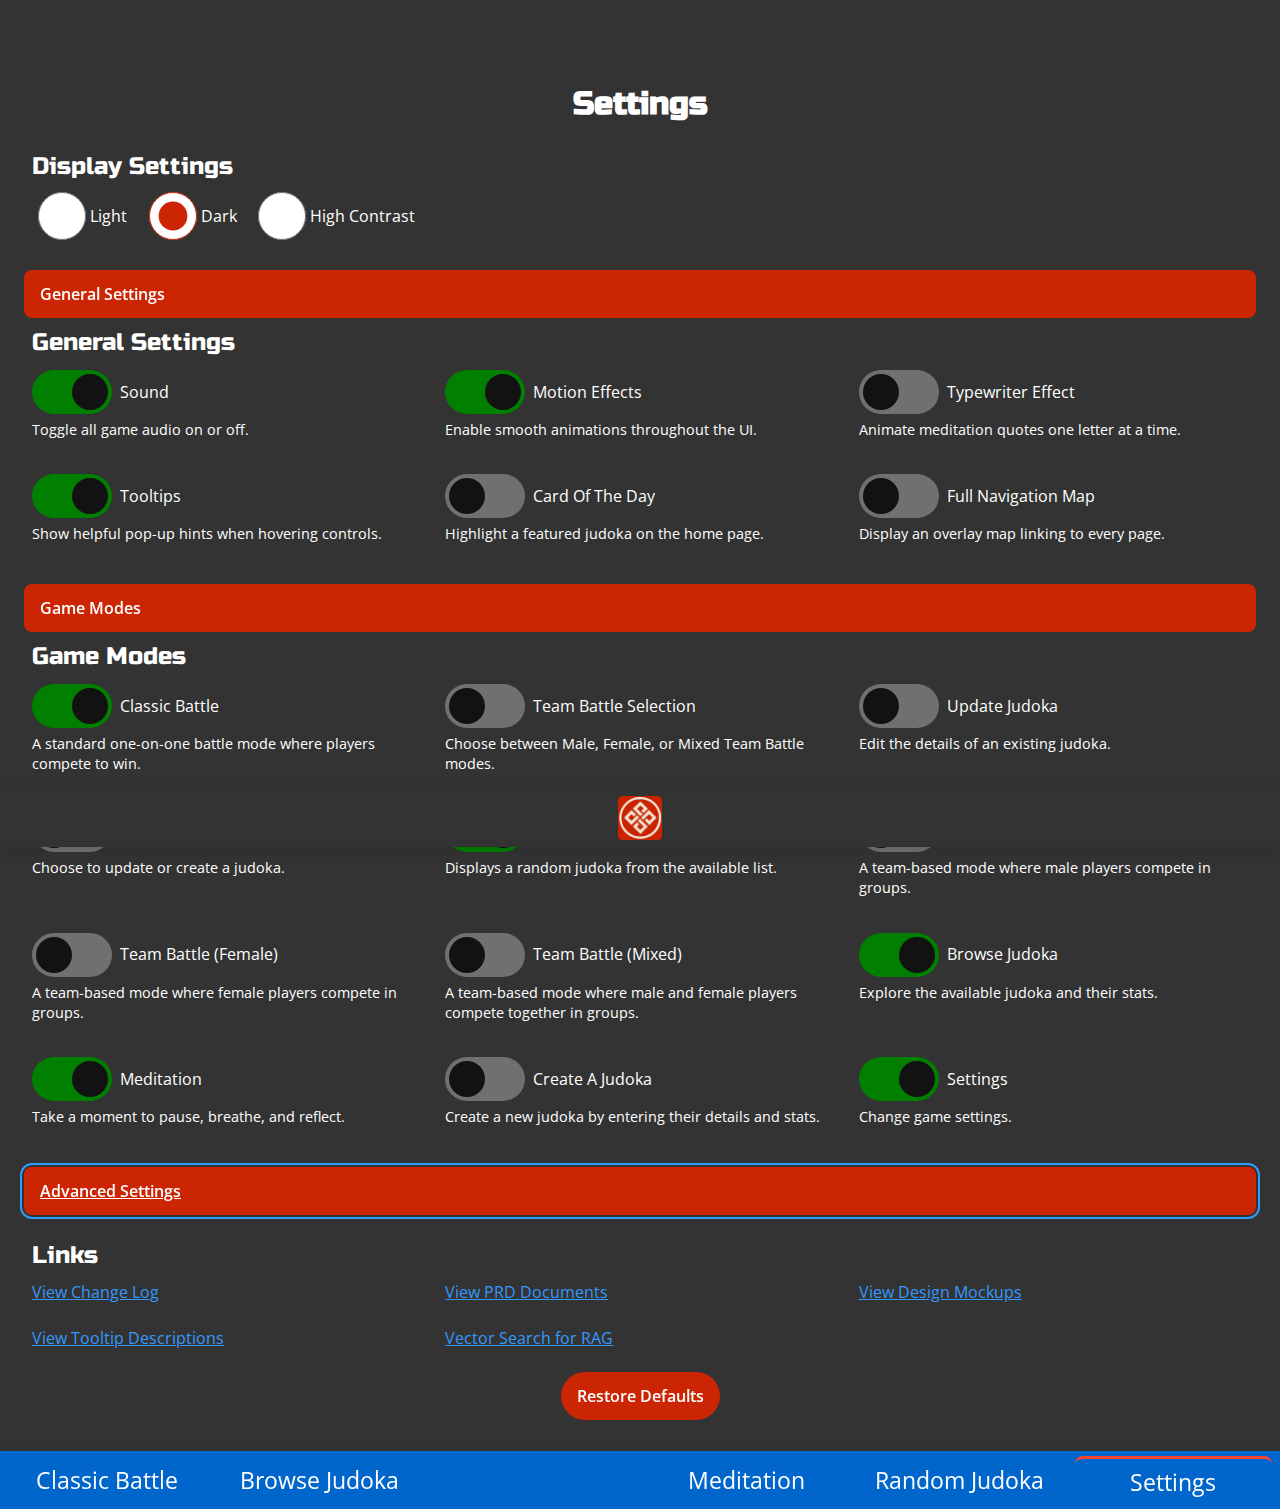 Settings
Display Settings
Light Dark High Contrast
General Settings
General Settings
Sound Motion Effects Typewriter Effect
Toggle all game audio on or off. Enable smooth animations throughout the UI. Animate meditation quotes one letter at a time.
Tooltips Card Of The Day Full Navigation Map
Show helpful pop-up hints when hovering controls. Highlight a featured judoka on the home page. Display an overlay map linking to every page.
Game Modes
Game Modes
Classic Battle Team Battle Selection Update Judoka
A standard one-on-one battle mode where players Choose between Male, Female, or Mixed Team Battle Edit the details of an existing judoka.
compete to win. modes.
Choose to update or create a judoka. Displays a random judoka from the available list. A team-based mode where male players compete in
groups.
Team Battle (Female) Team Battle (Mixed) Browse Judoka
A team-based mode where female players compete in A team-based mode where male and female players Explore the available judoka and their stats.
groups. compete together in groups.
Meditation Create A Judoka Settings
Take a moment to pause, breathe, and reflect. Create a new judoka by entering their details and stats. Change game settings.
Advanced Settings
Links
View Change Log View PRD Documents View Design Mockups
View Tooltip Descriptions Vector Search for RAG
Restore Defaults
Classic Battle Browse Judoka Meditation Random Judoka Settings